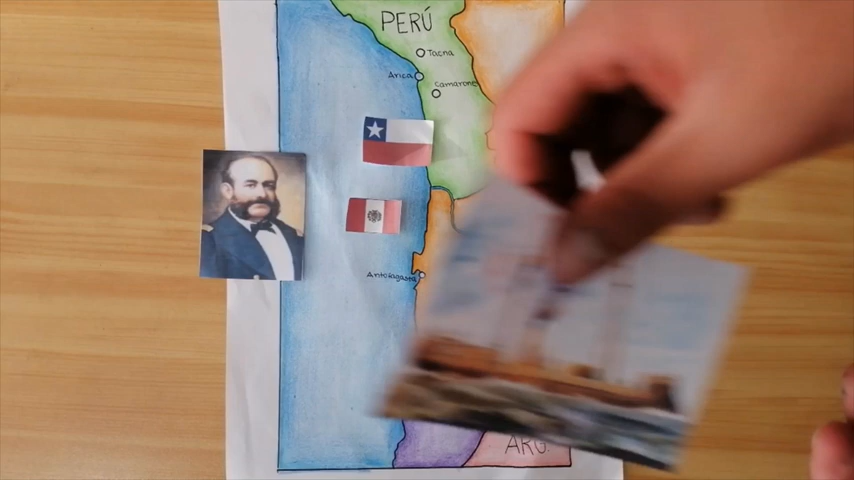 PERÚ
Tacna
Arica
Camarones
Antofagasta
ARG.